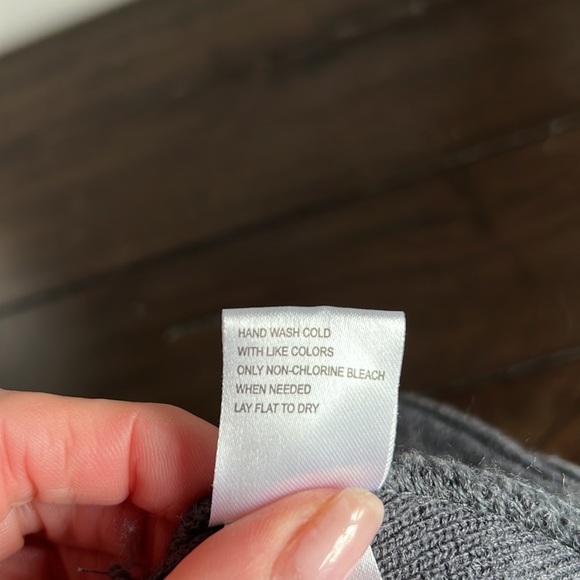 HAND WASH COLD
WITH LIKE COLORS
ONLY NON-CHLORINE BLEACH
WHEN NEEDED
LAY FLAT TO DRY